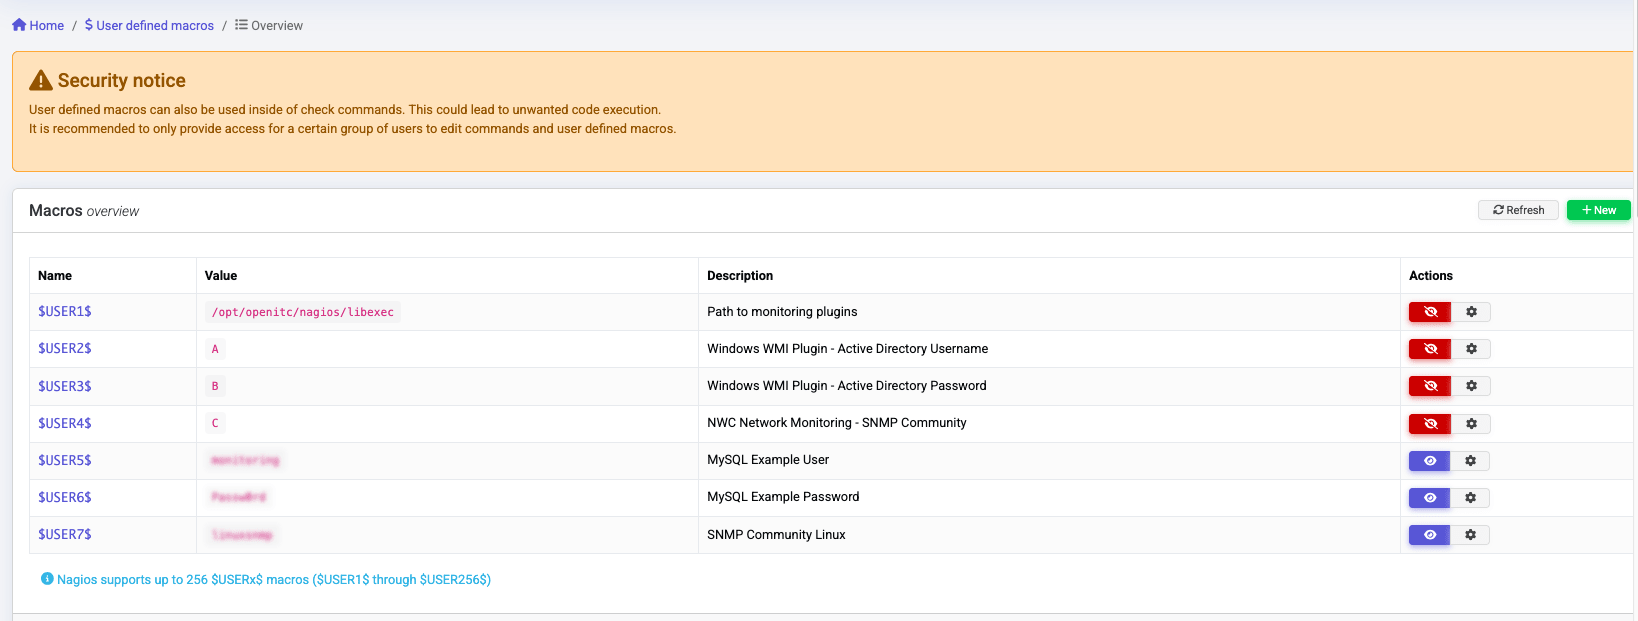 Home / $ User defined macros / Overview
Security notice
User defined macros can also be used inside of check commands. This could lead to unwanted code execution.
It is recommended to only provide access for a certain group of users to edit commands and user defined macros.
Macros overview
Refresh + New
Name Value Description Actions
$USER1$ /opt/openitc/nagios/libexec Path to monitoring plugins
$USER2$ A Windows WMI Plugin - Active Directory Username
$USER3$ B Windows WMI Plugin - Active Directory Password
$USER4$ C NWC Network Monitoring - SNMP Community
$USER5$ MySQL Example User
$USER6$ MySQL Example Password
$USER7$ SNMP Community Linux
Nagios supports up to 256 $USERx$ macros ($USER1$ through $USER256$)